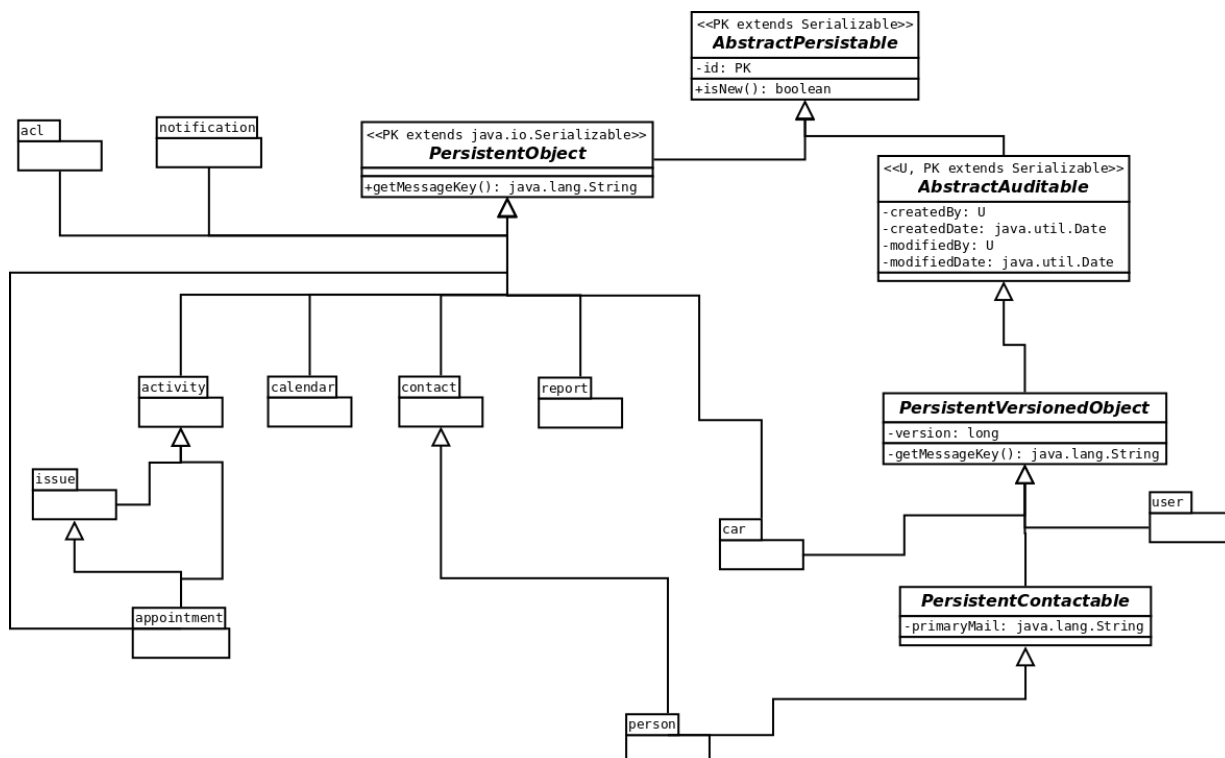 <<PK extends Serializable>>
AbstractPersistable
-id: PK
+isNew(): boolean
acl
notification
<<PK extends java.io.Serializable>>
PersistentObject
+getMessageKey(): java.lang.String
<<U, PK extends Serializable>>
AbstractAuditable
-createdBy: U
-createdDate: java.util.Date
-modifiedBy: U
-modifiedDate: java.util.Date
activity
calendar
contact
report
PersistentVersionedObject
-version: long
-getMessageKey(): java.lang.String
issue
user
car
PersistentContactable
-primaryMail: java.lang.String
appointment
person